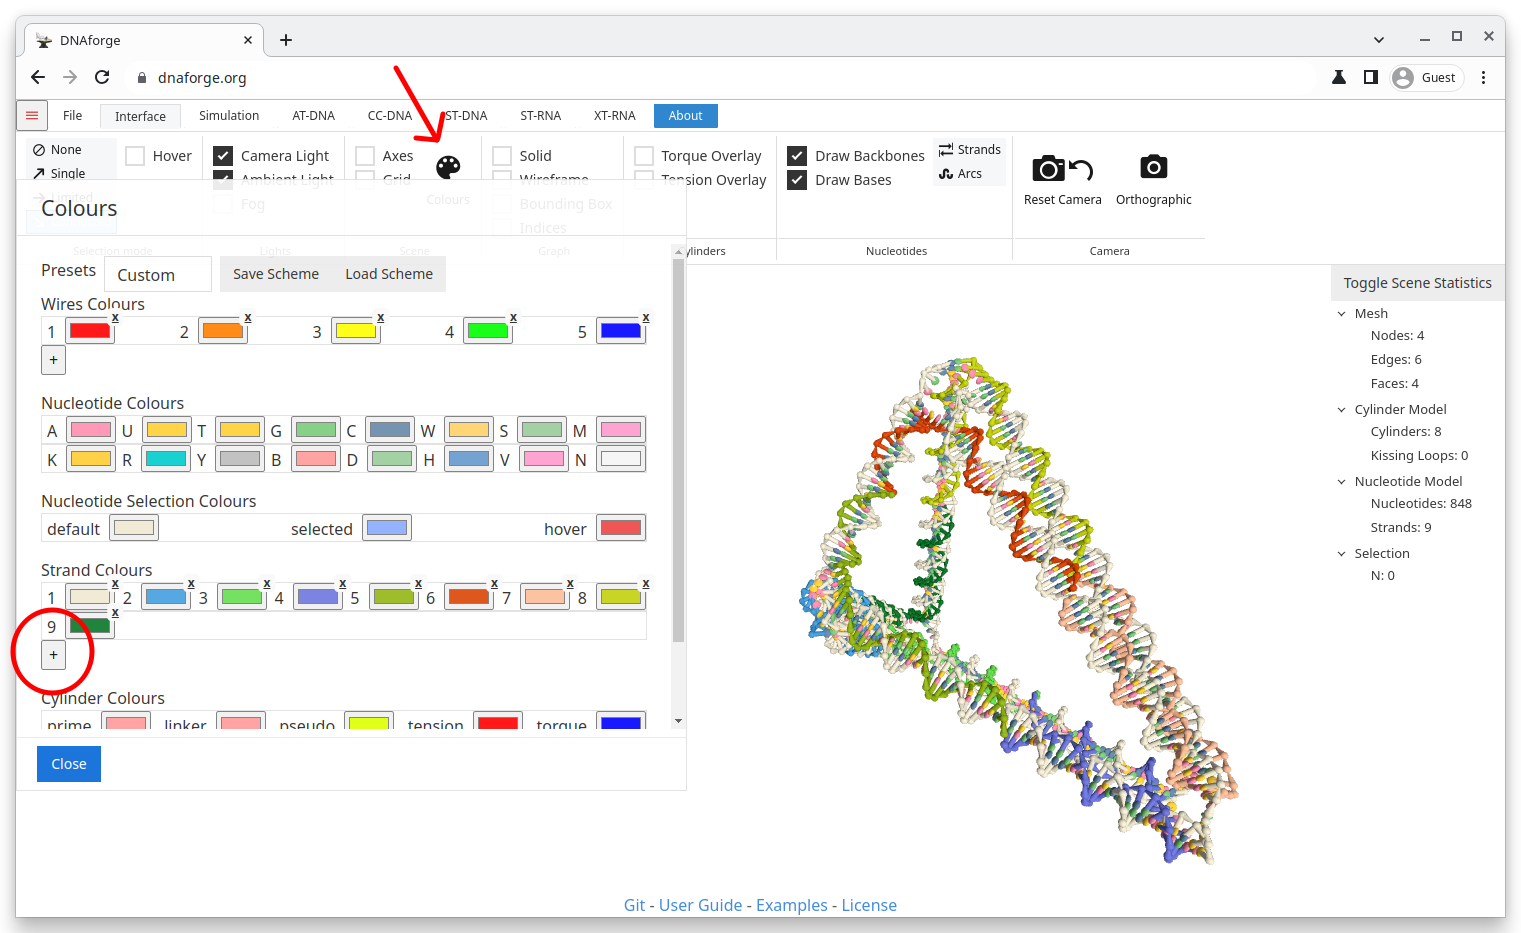 DNAforge
dnaforge.org
Guest
File Interface Simulation AT-DNA CC-DNA ST-DNA ST-RNA XT-RNA About
None Hover Camera Light Axes Solid Torque Overlay Draw Backbones Strands
Single Ambient Light Grid Wireframe Tension Overlay Draw Bases Arcs
Limited Fog Colours Bounding Box Reset Camera Orthographic
Indices
Selection mode Lights Scene Graph ylinders Nucleotides Camera
Colours
Presets Custom Save Scheme Load Scheme
Wires Colours
1 x 2 x 3 x 4 x 5 x
+
Nucleotide Colours
A U T G C W S M
K R Y B D H V N
Nucleotide Selection Colours
default selected hover
Strand Colours
1 x 2 x 3 x 4 x 5 x 6 x 7 x 8 x
9 x
+
Cylinder Colours
prime linker pseudo tension torque
Close
Toggle Scene Statistics
Mesh
Nodes: 4
Edges: 6
Faces: 4
Cylinder Model
Cylinders: 8
Kissing Loops: 0
Nucleotide Model
Nucleotides: 848
Strands: 9
Selection
N: 0
Git - User Guide - Examples - License